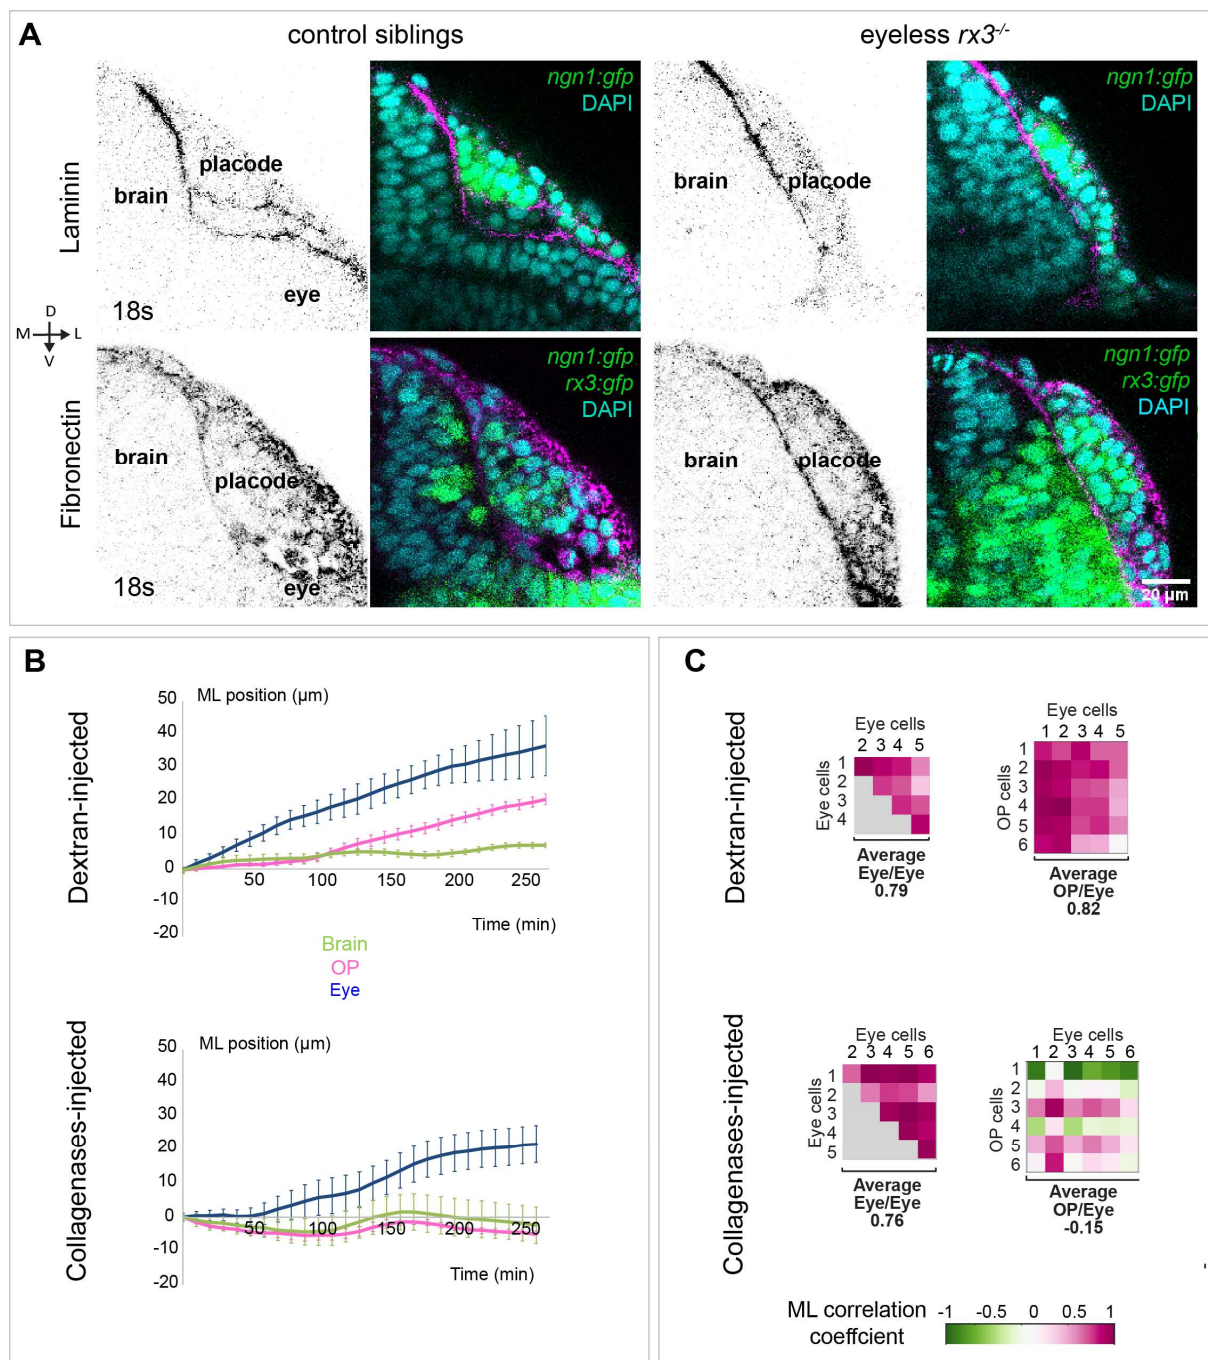 A
control siblings
eyeless rx3-/-
Laminin
placode
brain
eye
18s
ngn1:gfp
DAPI
brain
placode
ngn1:gfp
DAPI
D
M L
V
Fibronectin
brain
placode
eye
18s
ngn1:gfp
rx3:gfp
DAPI
brain
placode
ngn1:gfp
rx3:gfp
DAPI
20 µm
B
Dextran-injected
ML position (µm)
50
40
30
20
10
0
-10
-20
50 100 150 200 250
Time (min)
Brain
OP
Eye
Collagenases-injected
ML position (µm)
50
40
30
20
10
0
-10
-20
50 100 150 200 250
Time (min)
C
Dextran-injected
Eye cells
2 3 4 5
Eye cells
1
2
3
4
Average
Eye/Eye
0.79
Eye cells
1 2 3 4 5
OP cells
1
2
3
4
5
6
Average
OP/Eye
0.82
Collagenases-injected
Eye cells
2 3 4 5 6
Eye cells
1
2
3
4
5
Average
Eye/Eye
0.76
Eye cells
1 2 3 4 5 6
OP cells
1
2
3
4
5
6
Average
OP/Eye
-0.15
ML correlation
coeffcient
-1 -0.5 0 0.5 1